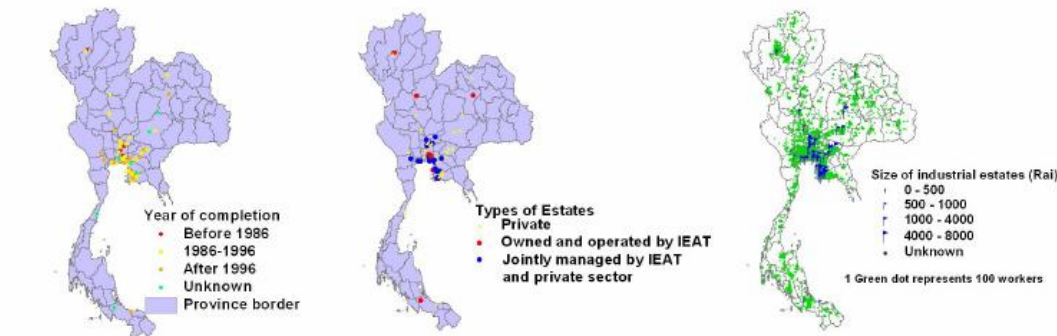 Year of completion
Before 1986
1986-1996
After 1996
Unknown
Province border
Types of Estates
Private
Owned and operated by IEAT
Jointly managed by IEAT
and private sector
Size of industrial estates (Rai)
0 - 500
500 - 1000
1000 - 4000
4000 - 8000
Unknown
1 Green dot represents 100 workers